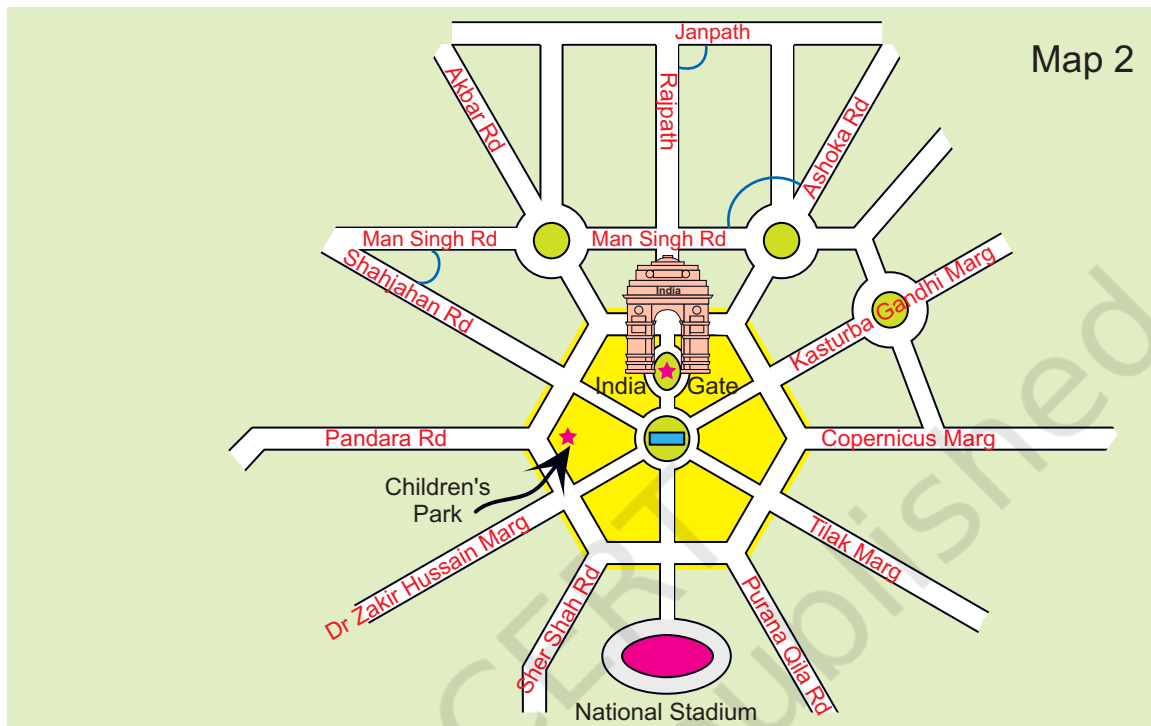 Janpath
Map 2
Akbar Rd
Rajpath
Ashoka Rd
Man Singh Rd
Man Singh Rd
Shahjahan Rd
India
Kasturba Gandhi Marg
India Gate
Pandara Rd
Copernicus Marg
Children's
Park
Dr Zakir Hussain Marg
Tilak Marg
Sher Shah Rd
Purana Qila Rd
National Stadium
CERT
ublished